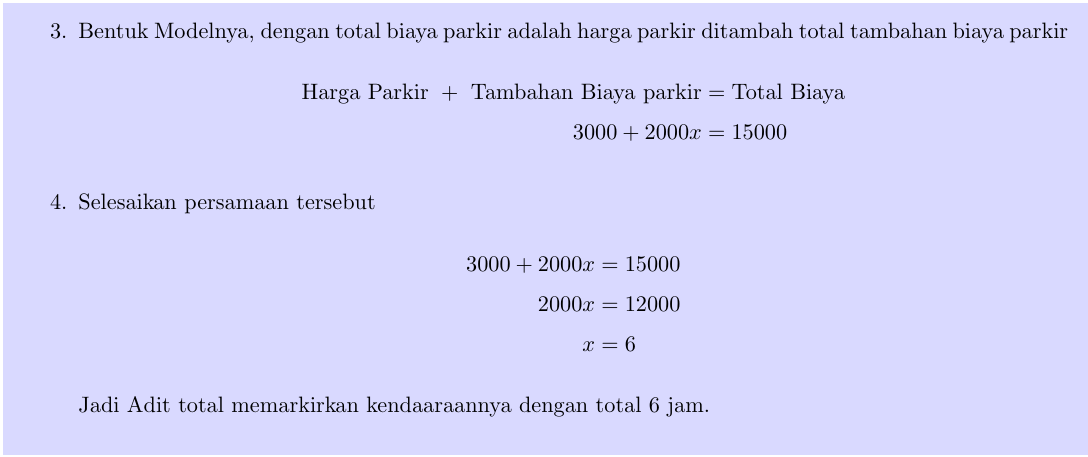 3. Bentuk Modelnya, dengan total biaya parkir adalah harga parkir ditambah total tambahan biaya parkir
Harga Parkir + Tambahan Biaya parkir = Total Biaya
3000 + 2000x = 15000
4. Selesaikan persamaan tersebut
3000 + 2000x = 15000
2000x = 12000
x = 6
Jadi Adit total memarkirkan kendaaraannya dengan total 6 jam.